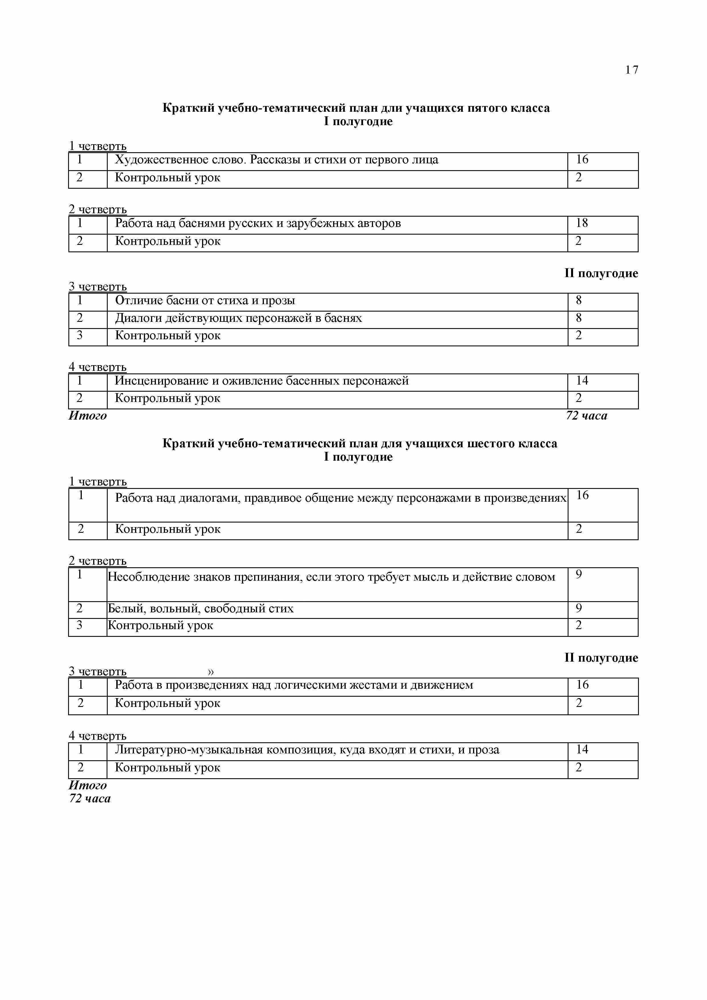 17
Краткий учебно-тематический план дли учащихся пятого класса
I полугодие
1 четверть
1 Художественное слово. Рассказы и стихи от первого лица 16
2 Контрольный урок 2
2 четверть
1 Работа над баснями русских и зарубежных авторов 18
2 Контрольный урок 2
II полугодие
3 четверть
1 Отличие басни от стиха и прозы 8
2 Диалоги действующих персонажей в баснях 8
3 Контрольный урок 2
4 четверть
1 Инсценирование и оживление басенных персонажей 14
2 Контрольный урок 2
Итого 72 часа
Краткий учебно-тематический план для учащихся шестого класса
I полугодие
1 четверть
1 Работа над диалогами, правдивое общение между персонажами в произведениях 16
2 Контрольный урок 2
2 четверть
1 Несоблюдение знаков препинания, если этого требует мысль и действие словом 9
2 Белый, вольный, свободный стих 9
3 Контрольный урок 2
II полугодие
3 четверть »
1 Работа в произведениях над логическими жестами и движением 16
2 Контрольный урок 2
4 четверть
1 Литературно-музыкальная композиция, куда входят и стихи, и проза 14
2 Контрольный урок 2
Итого
72 часа